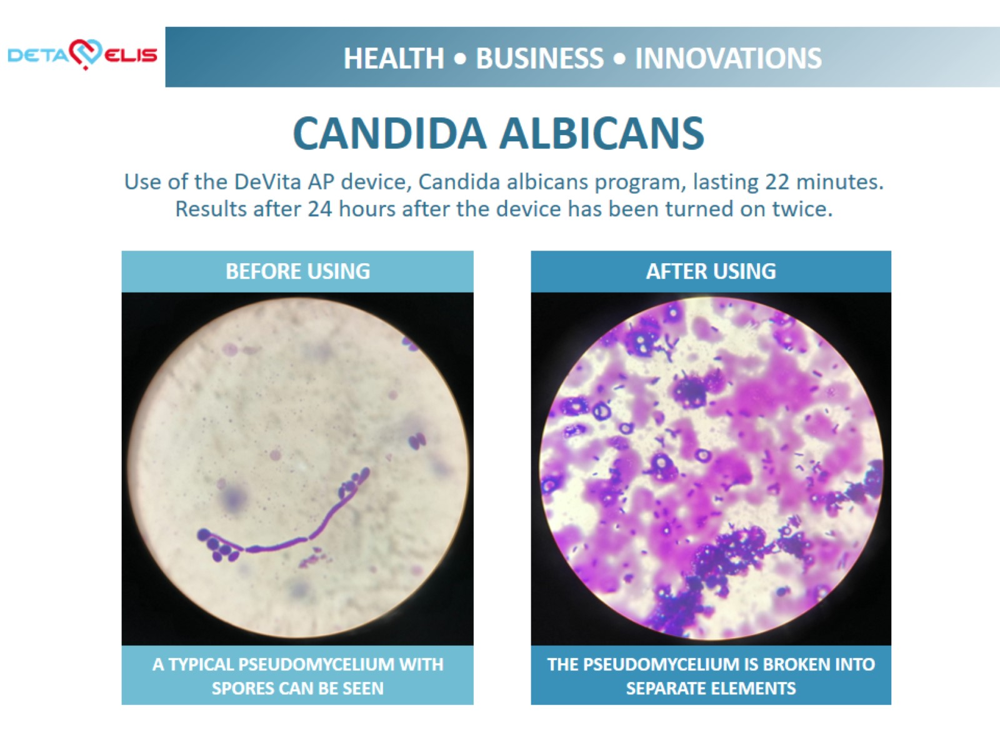 DETA ELIS
HEALTH • BUSINESS • INNOVATIONS
CANDIDA ALBICANS
Use of the DeVita AP device, Candida albicans program, lasting 22 minutes.
Results after 24 hours after the device has been turned on twice.
BEFORE USING
AFTER USING
A TYPICAL PSEUDOMYCELIUM WITH
SPORES CAN BE SEEN
THE PSEUDOMYCELIUM IS BROKEN INTO
SEPARATE ELEMENTS